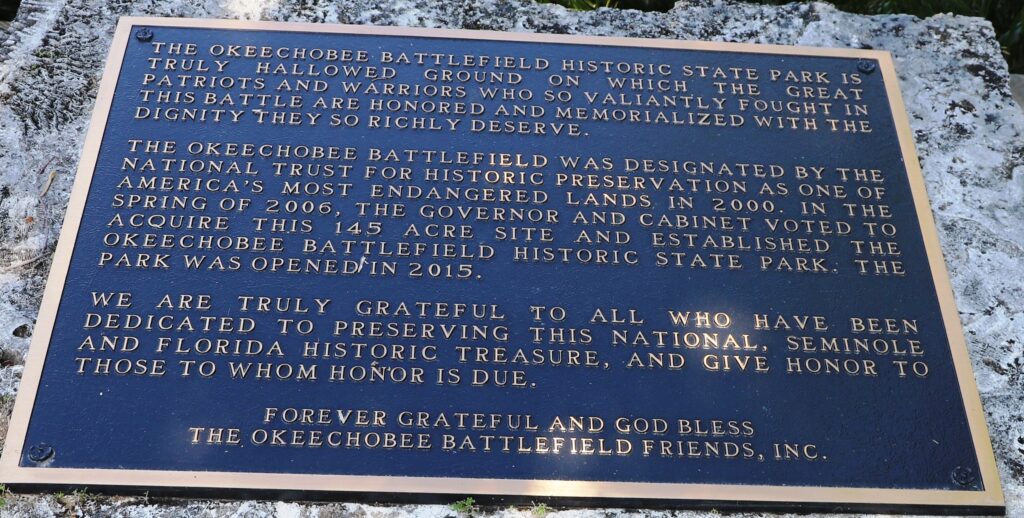 THE OKEECHOBEE BATTLEFIELD HISTORIC STATE PARK IS
TRULY HALLOWED GROUND ON WHICH THE GREAT
PATRIOTS AND WARRIORS WHO SO VALIANTLY FOUGHT IN
THIS BATTLE ARE HONORED AND MEMORIALIZED WITH THE
DIGNITY THEY SO RICHLY DESERVE.
THE OKEECHOBEE BATTLEFIELD WAS DESIGNATED BY THE
NATIONAL TRUST FOR HISTORIC PRESERVATION AS ONE OF
AMERICA'S MOST ENDANGERED LANDS IN 2000. IN THE
SPRING OF 2006, THE GOVERNOR AND CABINET VOTED TO
ACQUIRE THIS 145 ACRE SITE AND ESTABLISHED THE
OKEECHOBEE BATTLEFIELD HISTORIC STATE PARK. THE
PARK WAS OPENED IN 2015.
WE ARE TRULY GRATEFUL TO ALL WHO HAVE BEEN
DEDICATED TO PRESERVING THIS NATIONAL, SEMINOLE
AND FLORIDA HISTORIC TREASURE, AND GIVE HONOR TO
THOSE TO WHOM HONOR IS DUE.
FOREVER GRATEFUL AND GOD BLESS
THE OKEECHOBEE BATTLEFIELD FRIENDS, INC.